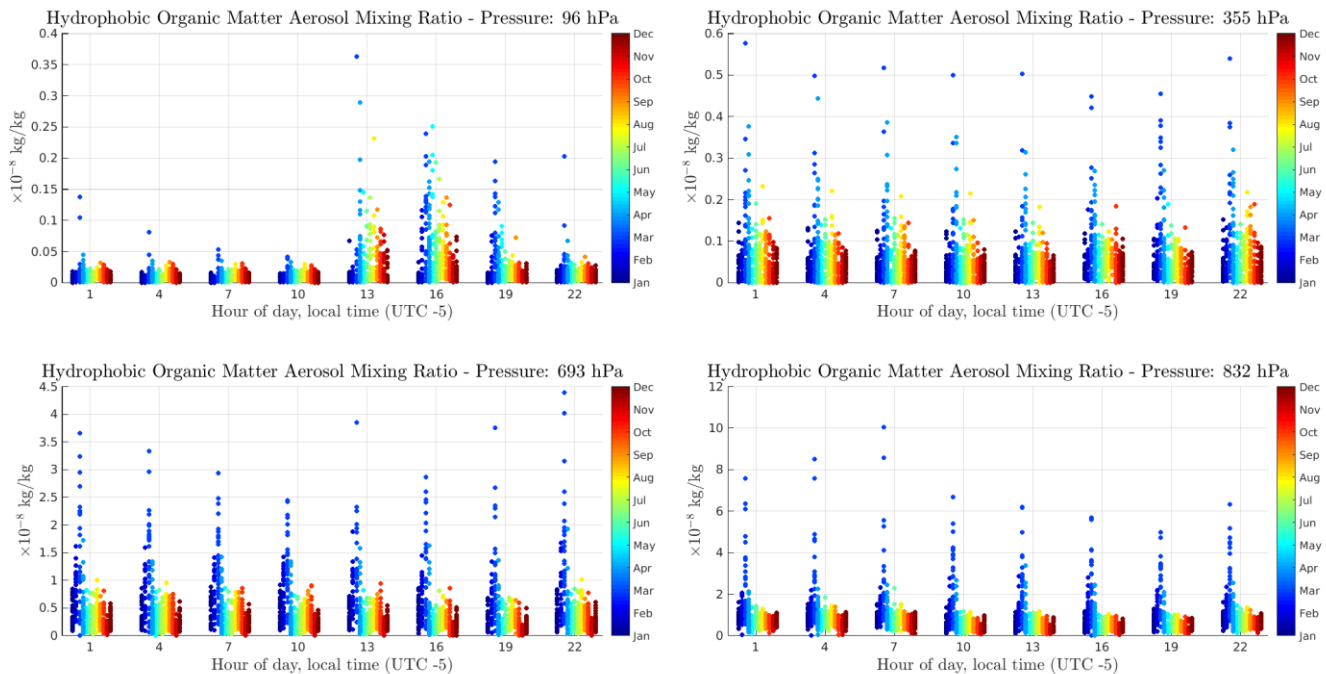 Hydrophobic Organic Matter Aerosol Mixing Ratio - Pressure: 96 hPa
×10⁻⁸ kg/kg
0.4
0.35
0.3
0.25
0.2
0.15
0.1
0.05
0
1 4 7 10 13 16 19 22
Hour of day, local time (UTC -5)
Dec
Nov
Oct
Sep
Aug
Jul
Jun
May
Apr
Mar
Feb
Jan
Hydrophobic Organic Matter Aerosol Mixing Ratio - Pressure: 355 hPa
×10⁻⁸ kg/kg
0.6
0.5
0.4
0.3
0.2
0.1
0
1 4 7 10 13 16 19 22
Hour of day, local time (UTC -5)
Dec
Nov
Oct
Sep
Aug
Jul
Jun
May
Apr
Mar
Feb
Jan
Hydrophobic Organic Matter Aerosol Mixing Ratio - Pressure: 693 hPa
×10⁻⁸ kg/kg
4.5
4
3.5
3
2.5
2
1.5
1
0.5
0
1 4 7 10 13 16 19 22
Hour of day, local time (UTC -5)
Dec
Nov
Oct
Sep
Aug
Jul
Jun
May
Apr
Mar
Feb
Jan
Hydrophobic Organic Matter Aerosol Mixing Ratio - Pressure: 832 hPa
×10⁻⁸ kg/kg
12
10
8
6
4
2
0
1 4 7 10 13 16 19 22
Hour of day, local time (UTC -5)
Dec
Nov
Oct
Sep
Aug
Jul
Jun
May
Apr
Mar
Feb
Jan